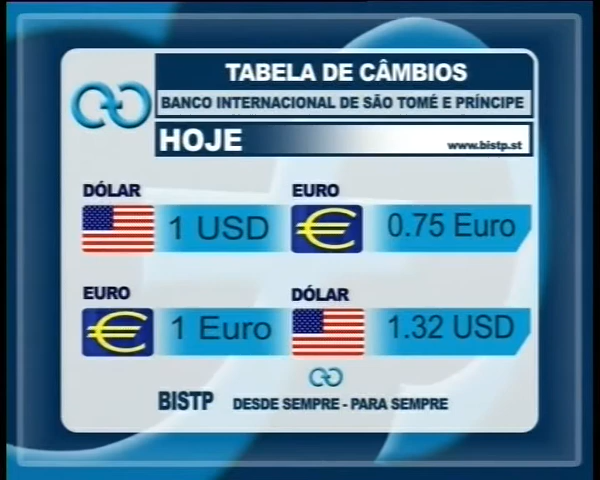 TABELA DE CÂMBIOS
BANCO INTERNACIONAL DE SÃO TOMÉ E PRÍNCIPE
HOJE
www.bistp.st
DÓLAR
EURO
1 USD
0.75 Euro
EURO
DÓLAR
1 Euro
1.32 USD
BISTP
DESDE SEMPRE - PARA SEMPRE